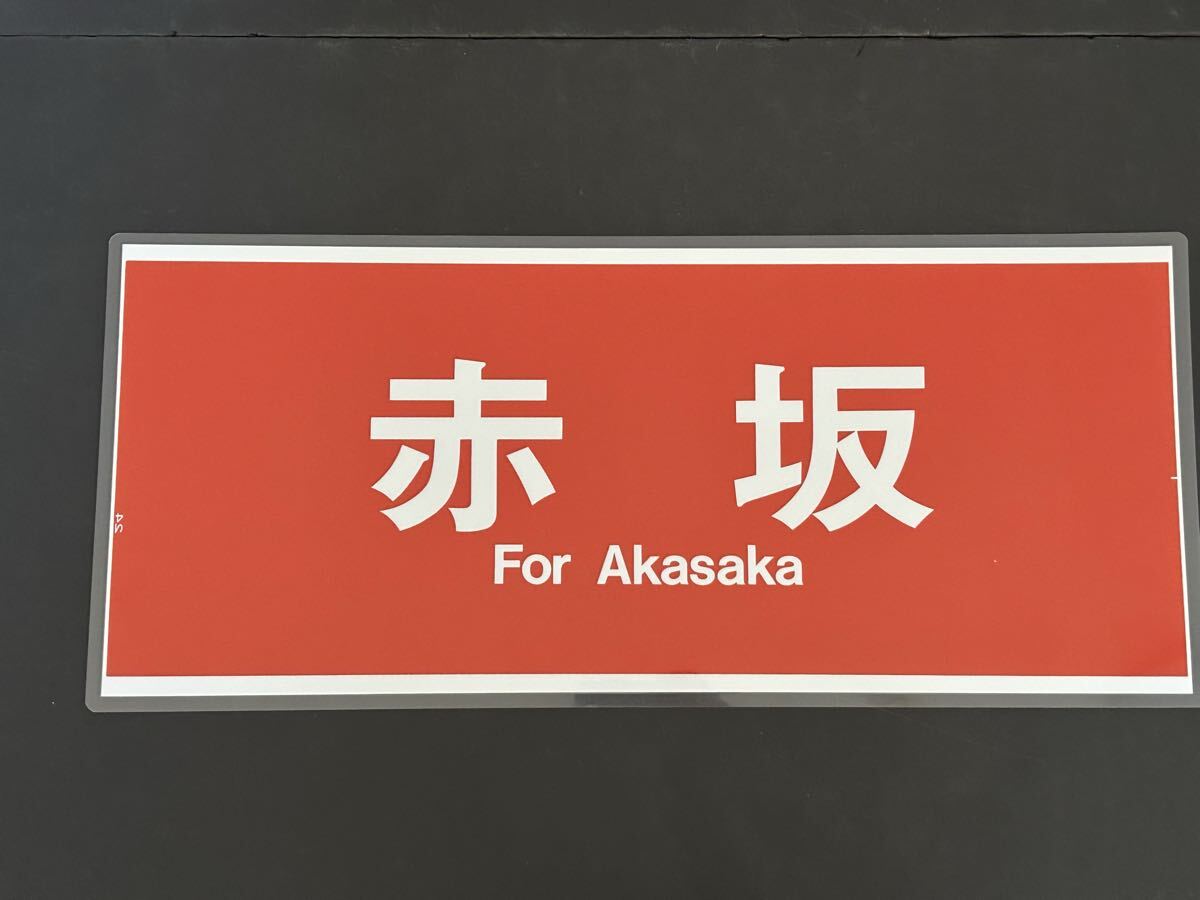 赤坂
For Akasaka